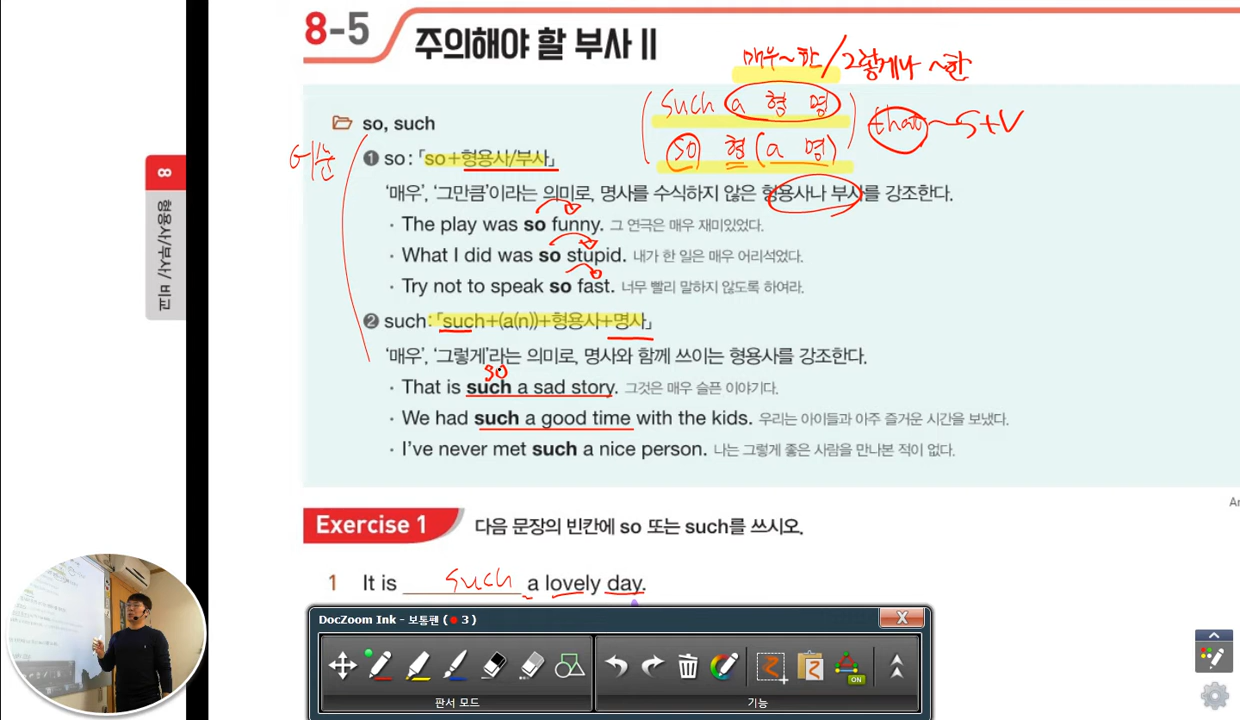 8-5 주의해야 할 부사 II
매우~한/그렇게나 ~한
such a 형 명
that~ S+V
so 형 (a 명)
so, such
어순
1 so: 「so+형용사/부사」
'매우', '그만큼'이라는 의미로, 명사를 수식하지 않은 형용사나 부사를 강조한다.
· The play was so funny. 그 연극은 매우 재미있었다.
· What I did was so stupid. 내가 한 일은 매우 어리석었다.
· Try not to speak so fast. 너무 빨리 말하지 않도록 하여라.
2 such: 「such+(a(n))+형용사+명사」
'매우', '그렇게'라는 의미로, 명사와 함께 쓰이는 형용사를 강조한다.
so
· That is such a sad story. 그것은 매우 슬픈 이야기다.
· We had such a good time with the kids. 우리는 아이들과 아주 즐거운 시간을 보냈다.
· I've never met such a nice person. 나는 그렇게 좋은 사람을 만나본 적이 없다.
8
형용사/부사/ 비교
Exercise 1 다음 문장의 빈칸에 so 또는 such를 쓰시오.
1 It is such a lovely day.
DocZoom Ink - 보통펜 ( 3 )
X
ON
판서 모드
기능